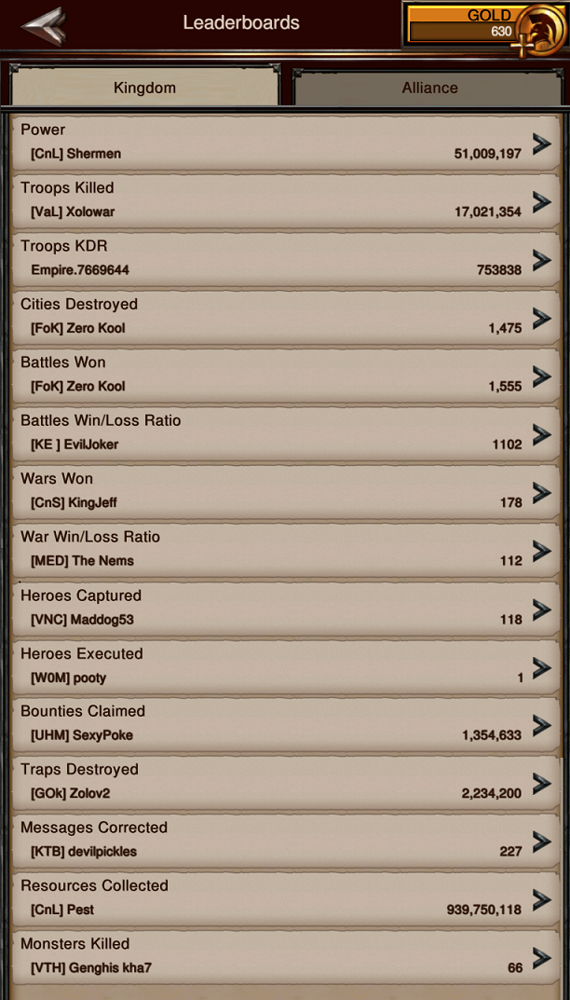 Leaderboards
GOLD
630
Kingdom
Alliance
Power
[CnL] Shermen 51,009,197
Troops Killed
[VaL] Xolowar 17,021,354
Troops KDR
Empire.7669644 753838
Cities Destroyed
[FoK] Zero Kool 1,475
Battles Won
[FoK] Zero Kool 1,555
Battles Win/Loss Ratio
[KE ] EvilJoker 1102
Wars Won
[CnS] KingJeff 178
War Win/Loss Ratio
[MED] The Nems 112
Heroes Captured
[VNC] Maddog53 118
Heroes Executed
[W0M] pooty 1
Bounties Claimed
[UHM] SexyPoke 1,354,633
Traps Destroyed
[GOk] Zolov2 2,234,200
Messages Corrected
[KTB] devilpickles 227
Resources Collected
[CnL] Pest 939,750,118
Monsters Killed
[VTH] Genghis kha7 66